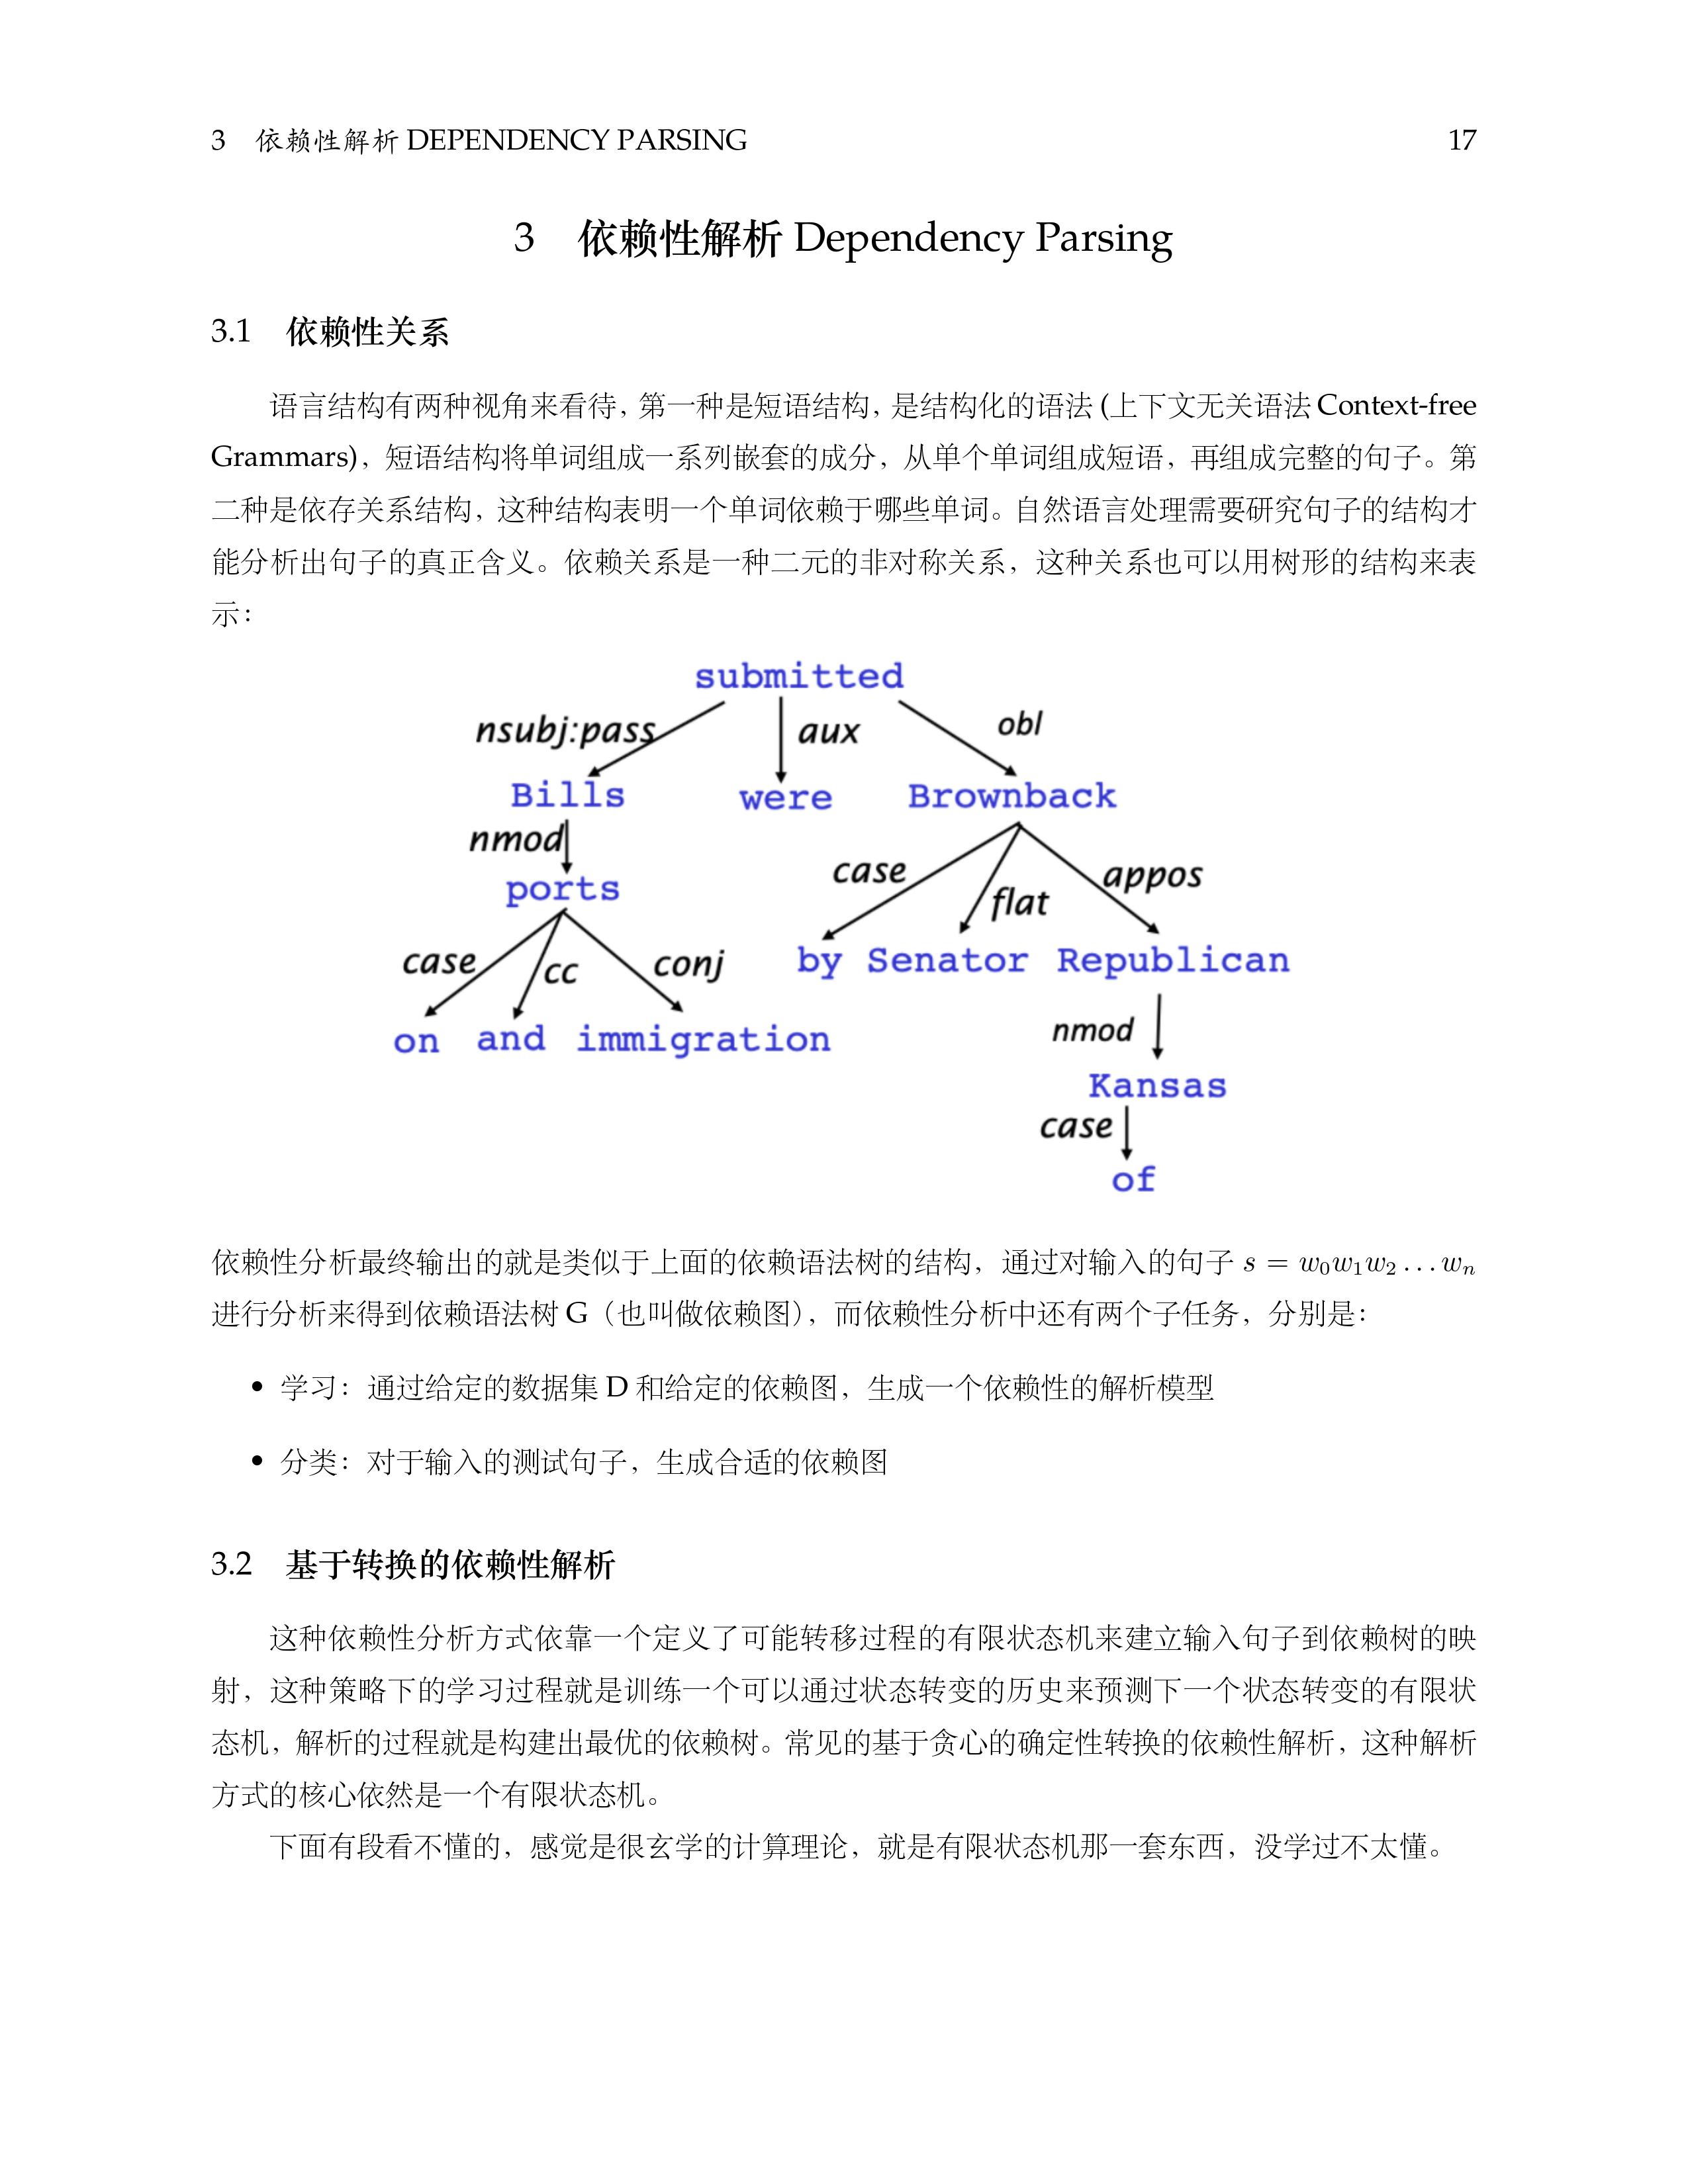 3 依赖性解析 DEPENDENCY PARSING 17
3 依赖性解析 Dependency Parsing
3.1 依赖性关系
语言结构有两种视角来看待，第一种是短语结构，是结构化的语法 (上下文无关语法 Context-free
Grammars)，短语结构将单词组成一系列嵌套的成分，从单个单词组成短语，再组成完整的句子。第
二种是依存关系结构，这种结构表明一个单词依赖于哪些单词。自然语言处理需要研究句子的结构才
能分析出句子的真正含义。依赖关系是一种二元的非对称关系，这种关系也可以用树形的结构来表
示：
submitted
nsubj:pass aux obl
Bills were Brownback
nmod
ports
case flat appos
case cc conj
by Senator Republican
on and immigration
nmod
Kansas
case
of
依赖性分析最终输出的就是类似于上面的依赖语法树的结构，通过对输入的句子 s = w₀w₁w₂ . . . wₙ
进行分析来得到依赖语法树 G（也叫做依赖图），而依赖性分析中还有两个子任务，分别是：
• 学习：通过给定的数据集 D 和给定的依赖图，生成一个依赖性的解析模型
• 分类：对于输入的测试句子，生成合适的依赖图
3.2 基于转换的依赖性解析
这种依赖性分析方式依靠一个定义了可能转移过程的有限状态机来建立输入句子到依赖树的映
射，这种策略下的学习过程就是训练一个可以通过状态转变的历史来预测下一个状态转变的有限状
态机，解析的过程就是构建出最优的依赖树。常见的基于贪心的确定性转换的依赖性解析，这种解析
方式的核心依然是一个有限状态机。
下面有段看不懂的，感觉是很玄学的计算理论，就是有限状态机那一套东西，没学过不太懂。